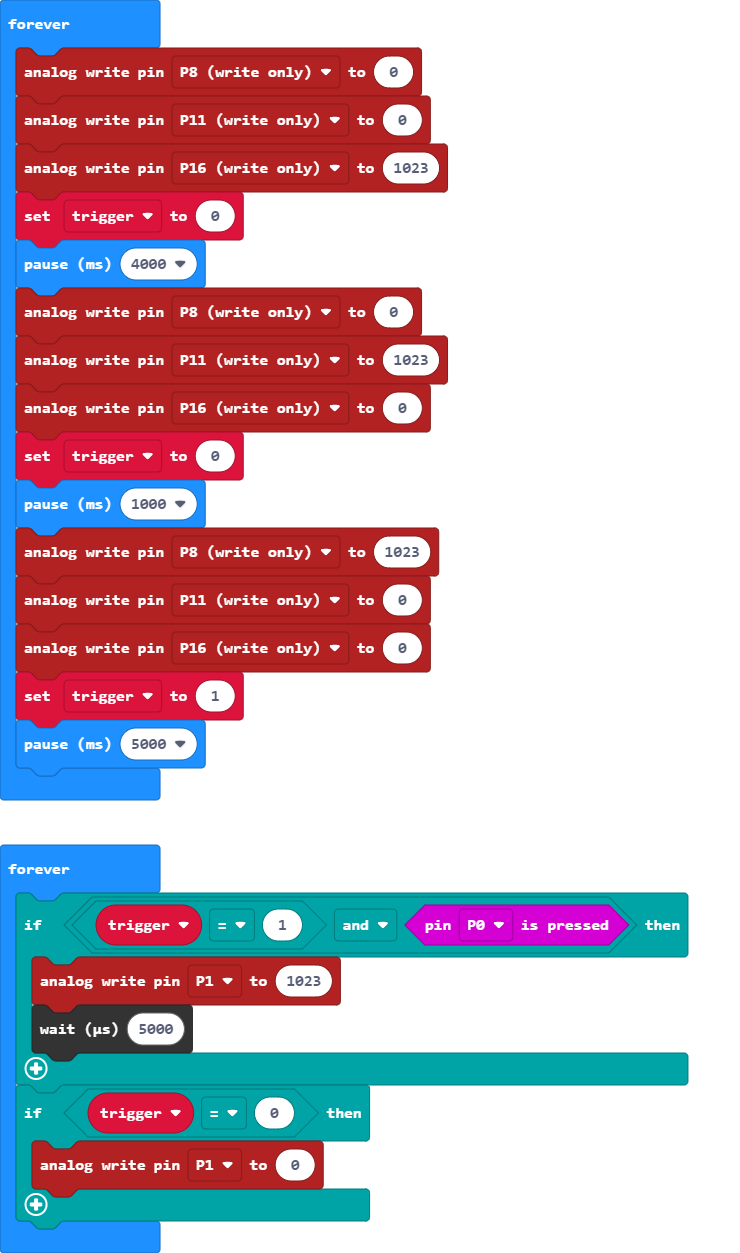 forever
analog write pin P8 (write only) to 0
analog write pin P11 (write only) to 0
analog write pin P16 (write only) to 1023
set trigger to 0
pause (ms) 4000
analog write pin P8 (write only) to 0
analog write pin P11 (write only) to 1023
analog write pin P16 (write only) to 0
set trigger to 0
pause (ms) 1000
analog write pin P8 (write only) to 1023
analog write pin P11 (write only) to 0
analog write pin P16 (write only) to 0
set trigger to 1
pause (ms) 5000
forever
if trigger = 1 and pin P0 is pressed then
analog write pin P1 to 1023
wait (µs) 5000
if trigger = 0 then
analog write pin P1 to 0